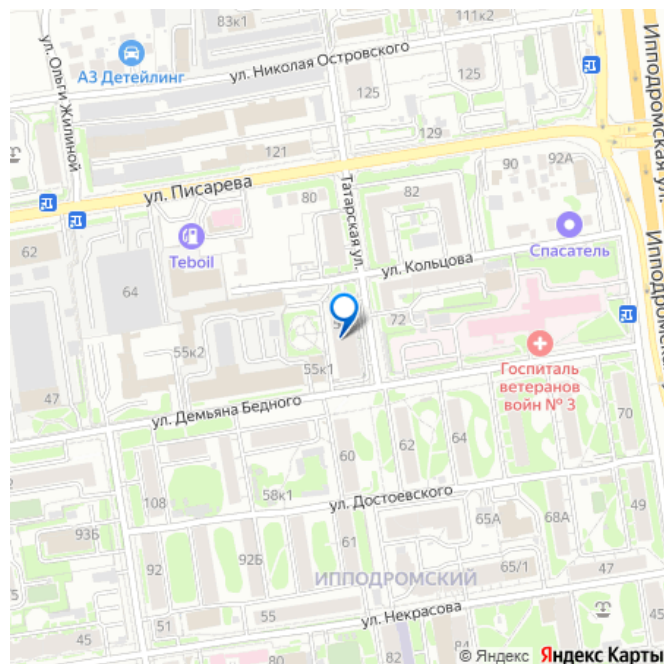 83к1
111к2
Ипподромская ул.
ул. Ольги Жилиной
А3 Детейлинг
ул. Николая Островского
125
125
129
121
90
92А
ул. Писарева
80
Татарская ул.
82
62
Teboil
Спасатель
ул. Кольцова
64
Ипподромская
72
55к2
55к1
Госпиталь
ветеранов
войн № 3
47
ул. Демьяна Бедного
70
60
62
64
108
58к1
ул. Достоевского
49
93Б
92Б
61
65А
68А
92
ИППОДРОМСКИЙ
65/1
47
45
51
55
ул. Некрасова
45
© Яндекс Яндекс Карты